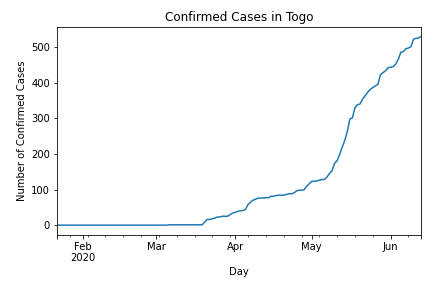 Confirmed Cases in Togo
Number of Confirmed Cases
500
400
300
200
100
0
Feb
2020
Mar
Apr
May
Jun
Day